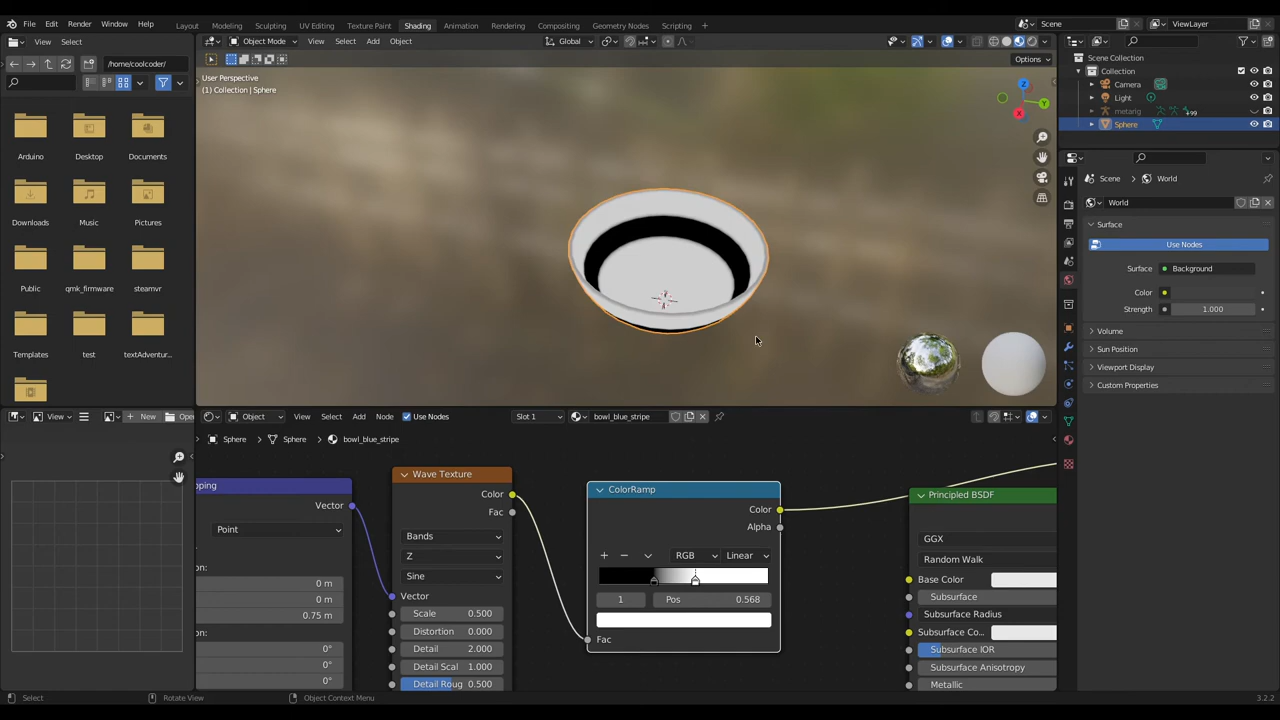 File Edit Render Window Help Layout Modeling Sculpting UV Editing Texture Paint Shading Animation Rendering Compositing Geometry Nodes Scripting + Scene ViewLayer
View Select Object Mode View Select Add Object Global
/home/coolcoder/ Options
User Perspective
(1) Collection | Sphere
Arduino Desktop Documents
Downloads Music Pictures
Public qmk_firmware steamvr
Templates test textAdventur...
Z
Y
X
Scene Collection
Collection
Camera
Light
metarig +99
Sphere
Scene World
World
Surface
Use Nodes
Surface Background
Color
Strength 1.000
Volume
Sun Position
Viewport Display
Custom Properties
View New Open Object View Select Add Node Use Nodes Slot 1 bowl_blue_stripe
Sphere Sphere bowl_blue_stripe
pping
Vector
Point
0 m
0 m
0.75 m
on:
0°
0°
0°
Wave Texture
Color
Fac
Bands
Z
Sine
Vector
Scale 0.500
Distortion 0.000
Detail 2.000
Detail Scal 1.000
Detail Roug 0.500
ColorRamp
Color
Alpha
+ − RGB Linear
1 Pos 0.568
Fac
Principled BSDF
GGX
Random Walk
Base Color
Subsurface
Subsurface Radius
Subsurface Co...
Subsurface IOR
Subsurface Anisotropy
Metallic
Select Rotate View Object Context Menu 3.2.2